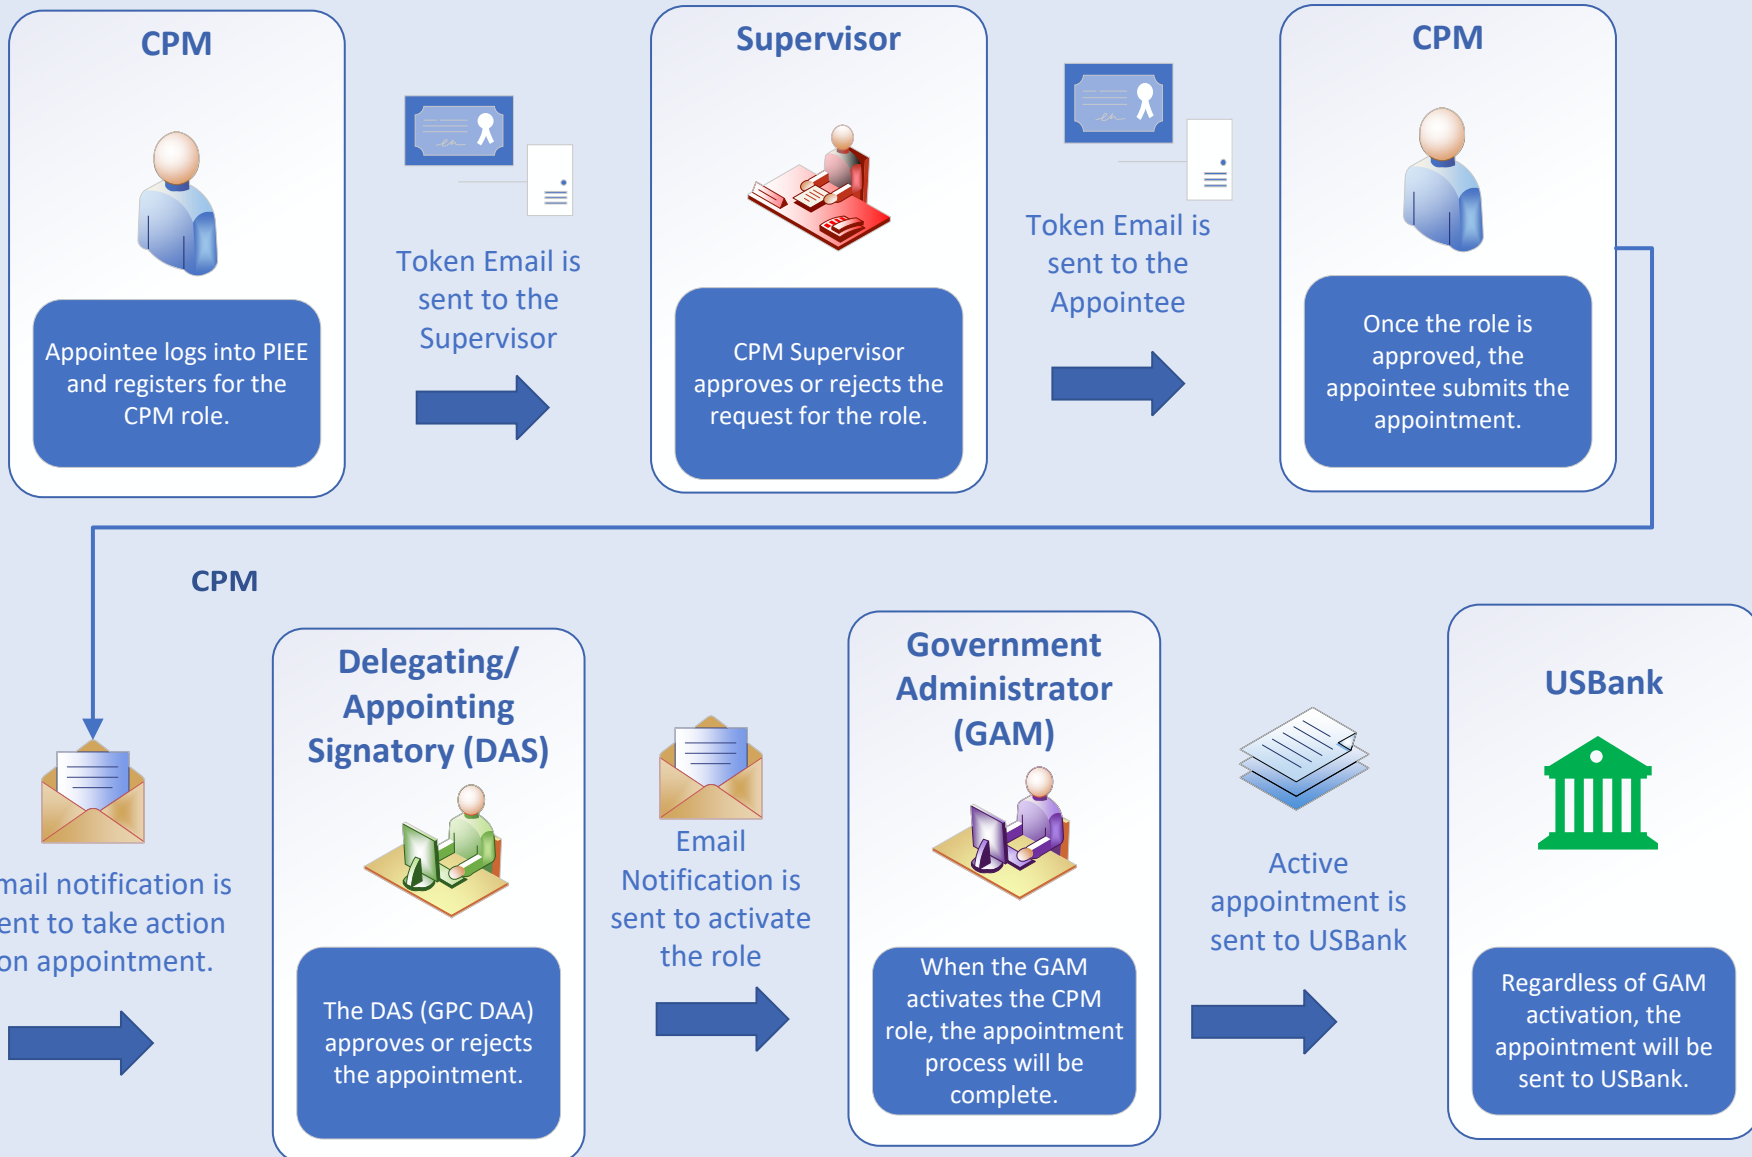 CPM
Appointee logs into PIEE
and registers for the
CPM role.
Token Email is
sent to the
Supervisor
Supervisor
CPM Supervisor
approves or rejects the
request for the role.
Token Email is
sent to the
Appointee
CPM
Once the role is
approved, the
appointee submits the
appointment.
CPM
mail notification is
ent to take action
on appointment.
Delegating/
Appointing
Signatory (DAS)
The DAS (GPC DAA)
approves or rejects
the appointment.
Email
Notification is
sent to activate
the role
Government
Administrator
(GAM)
When the GAM
activates the CPM
role, the appointment
process will be
complete.
Active
appointment is
sent to USBank
USBank
Regardless of GAM
activation, the
appointment will be
sent to USBank.